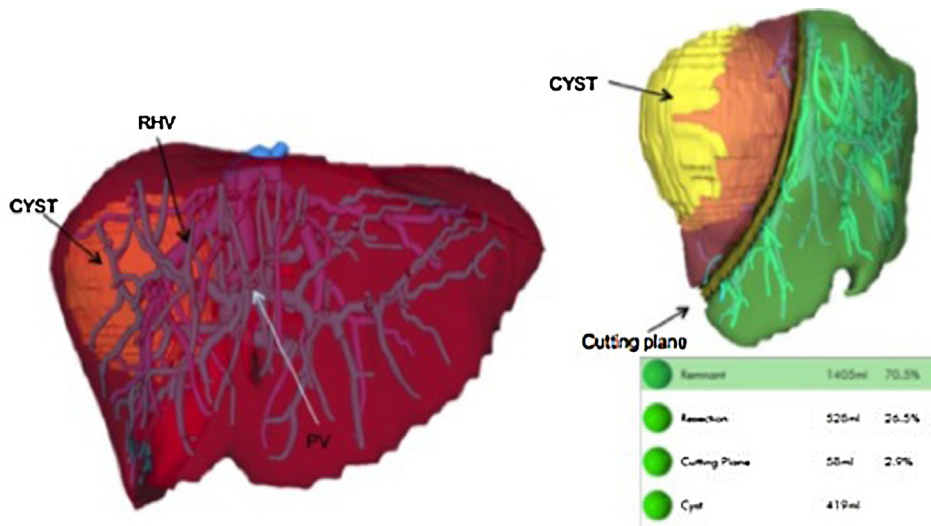 CYST
RHV
CYST
PV
Cutting plane
Remnant 1405ml 70.5%
Resection 528ml 26.5%
Cutting Plane 58ml 2.9%
Cyst 419ml